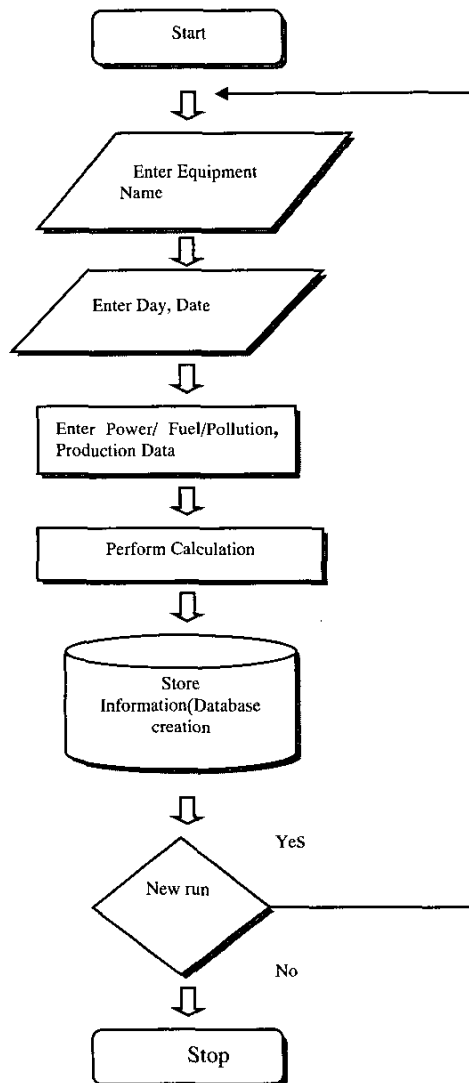 Start
Enter Equipment
Name
Enter Day, Date
Enter Power/ Fuel/Pollution,
Production Data
Perform Calculation
Store
Information(Database
creation
YeS
New run
No
Stop